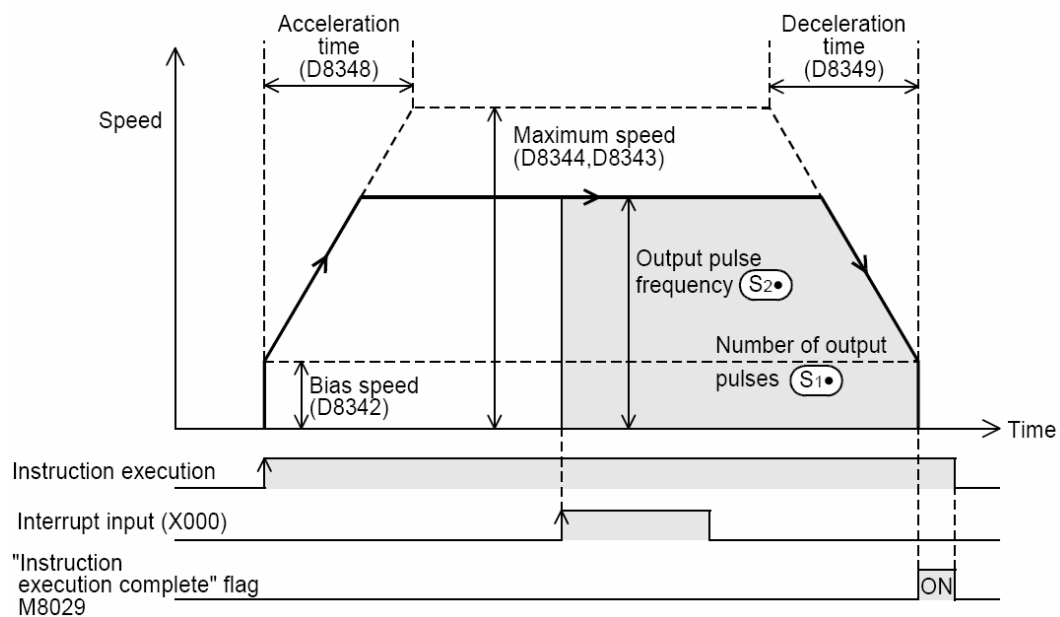 Acceleration
time
(D8348)
Deceleration
time
(D8349)
Speed
Maximum speed
(D8344,D8343)
Output pulse
frequency S2•
Number of output
pulses S1•
Bias speed
(D8342)
Time
Instruction execution
Interrupt input (X000)
"Instruction
execution complete" flag
M8029
ON